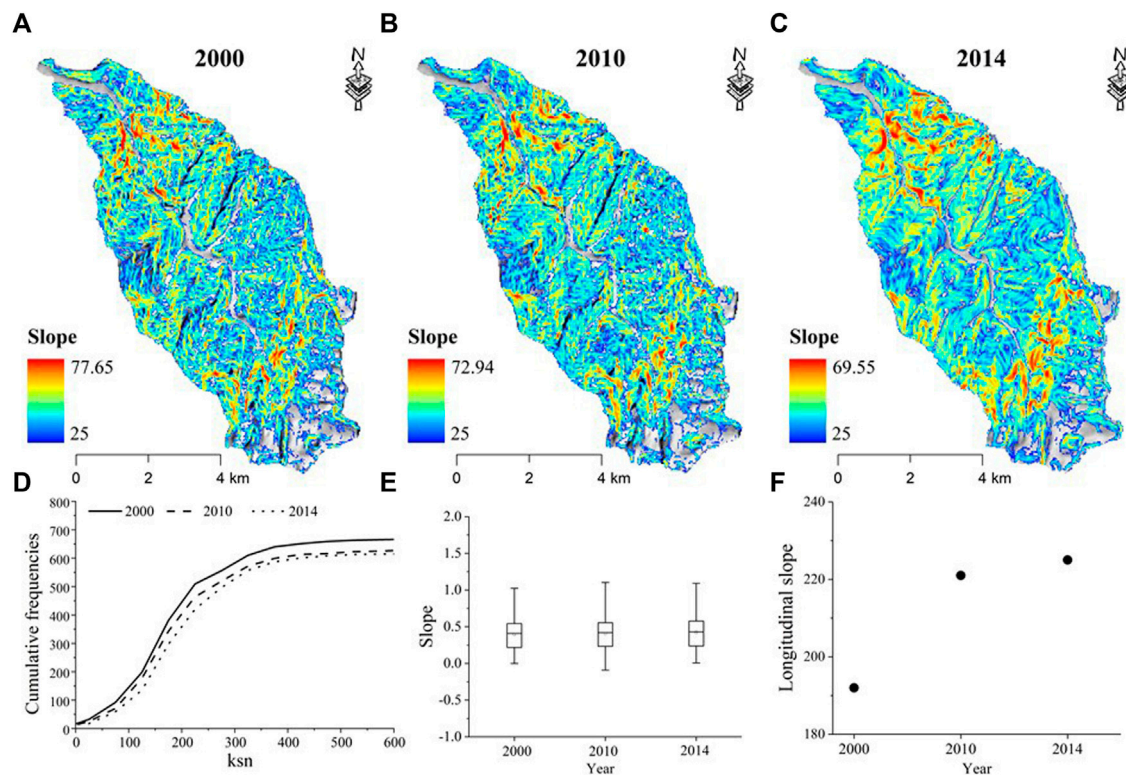 A
B
C
2000
N
2010
N
2014
N
Slope
77.65
25
Slope
72.94
25
Slope
69.55
25
0 2 4 km
0 2 4 km
0 2 4 km
D
E
F
Cumulative frequencies
800
700
600
500
400
300
200
100
0
2000 2010 2014
0 100 200 300 400 500 600
ksn
Slope
2.0
1.5
1.0
0.5
0.0
-0.5
-1.0
2000 2010 2014
Year
Longitudinal slope
240
220
200
180
2000 2010 2014
Year